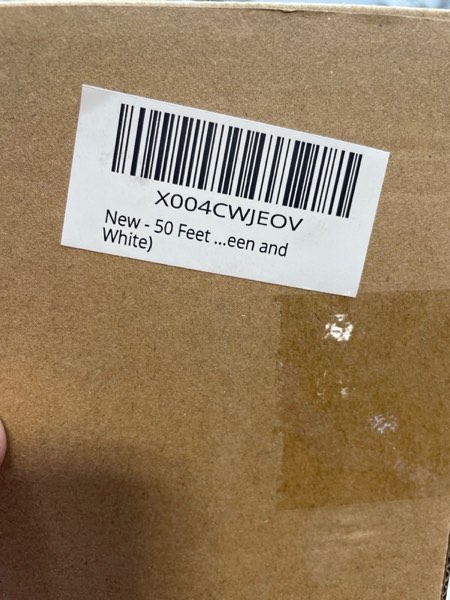 X004CWJEOV
New - 50 Feet ...een and
White)